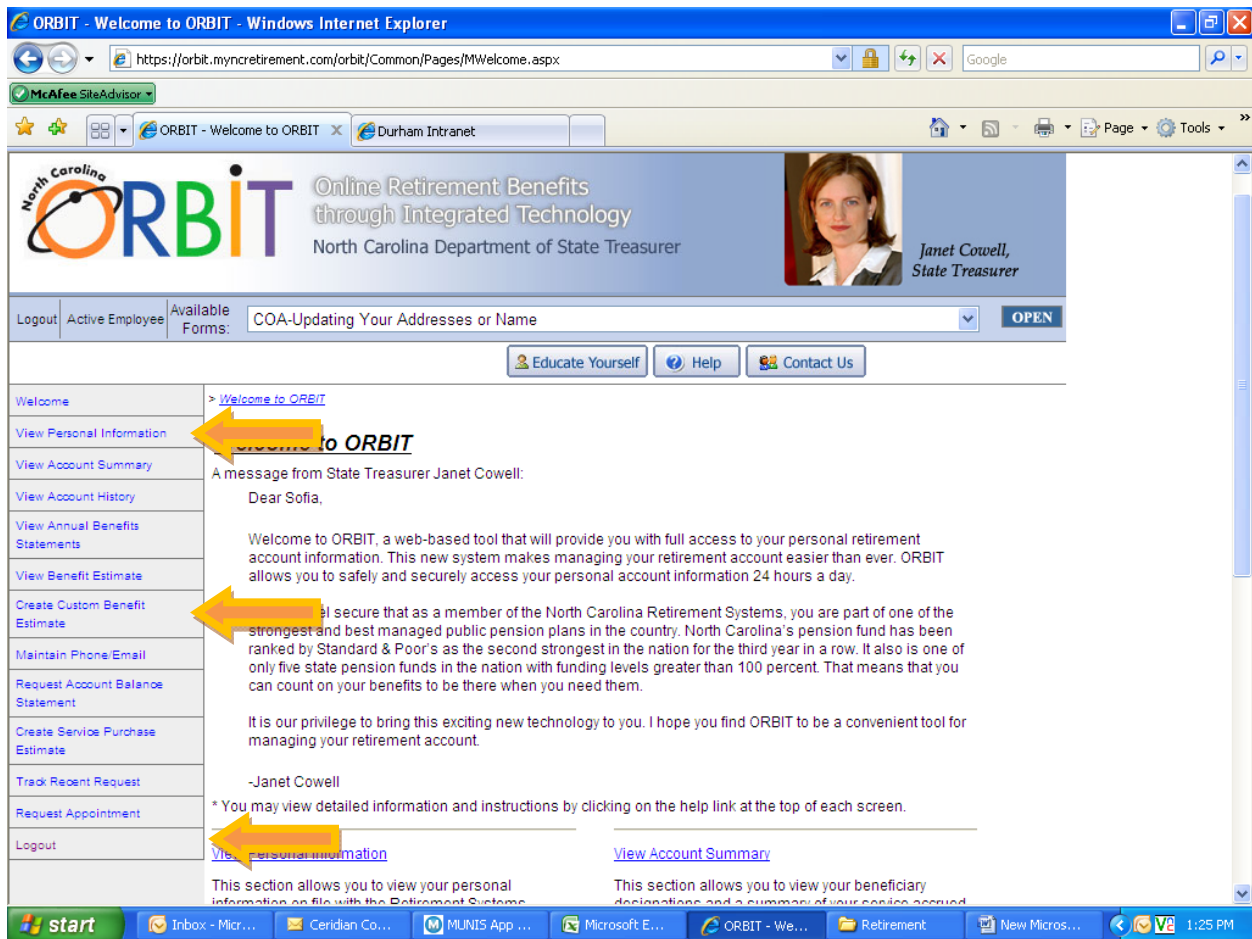 ORBIT - Welcome to ORBIT - Windows Internet Explorer
https://orbit.myncretirement.com/orbit/Common/Pages/MWelcome.aspx
Google
McAfee SiteAdvisor
ORBIT - Welcome to ORBIT
Durham Intranet
Page
Tools
North Carolina
ORBIT
Online Retirement Benefits
through Integrated Technology
North Carolina Department of State Treasurer
Janet Cowell,
State Treasurer
Logout
Active Employee
Available
Forms:
COA-Updating Your Addresses or Name
OPEN
Educate Yourself
Help
Contact Us
Welcome
View Personal Information
View Account Summary
View Account History
View Annual Benefits
Statements
View Benefit Estimate
Create Custom Benefit
Estimate
Maintain Phone/Email
Request Account Balance
Statement
Create Service Purchase
Estimate
Track Recent Request
Request Appointment
Logout
> Welcome to ORBIT
to ORBIT
A message from State Treasurer Janet Cowell:
Dear Sofia,
Welcome to ORBIT, a web-based tool that will provide you with full access to your personal retirement
account information. This new system makes managing your retirement account easier than ever. ORBIT
allows you to safely and securely access your personal account information 24 hours a day.
secure that as a member of the North Carolina Retirement Systems, you are part of one of the
strongest and best managed public pension plans in the country. North Carolina's pension fund has been
ranked by Standard & Poor's as the second strongest in the nation for the third year in a row. It also is one of
only five state pension funds in the nation with funding levels greater than 100 percent. That means that you
can count on your benefits to be there when you need them.
It is our privilege to bring this exciting new technology to you. I hope you find ORBIT to be a convenient tool for
managing your retirement account.
-Janet Cowell
* You may view detailed information and instructions by clicking on the help link at the top of each screen.
View Personal Information
This section allows you to view your personal
information on file with the Retirement Systems
View Account Summary
This section allows you to view your beneficiary
designations and a summary of your service accrued
start
Inbox - Micr...
Ceridian Co...
MUNIS App ...
Microsoft E...
ORBIT - We...
Retirement
New Micros...
1:25 PM